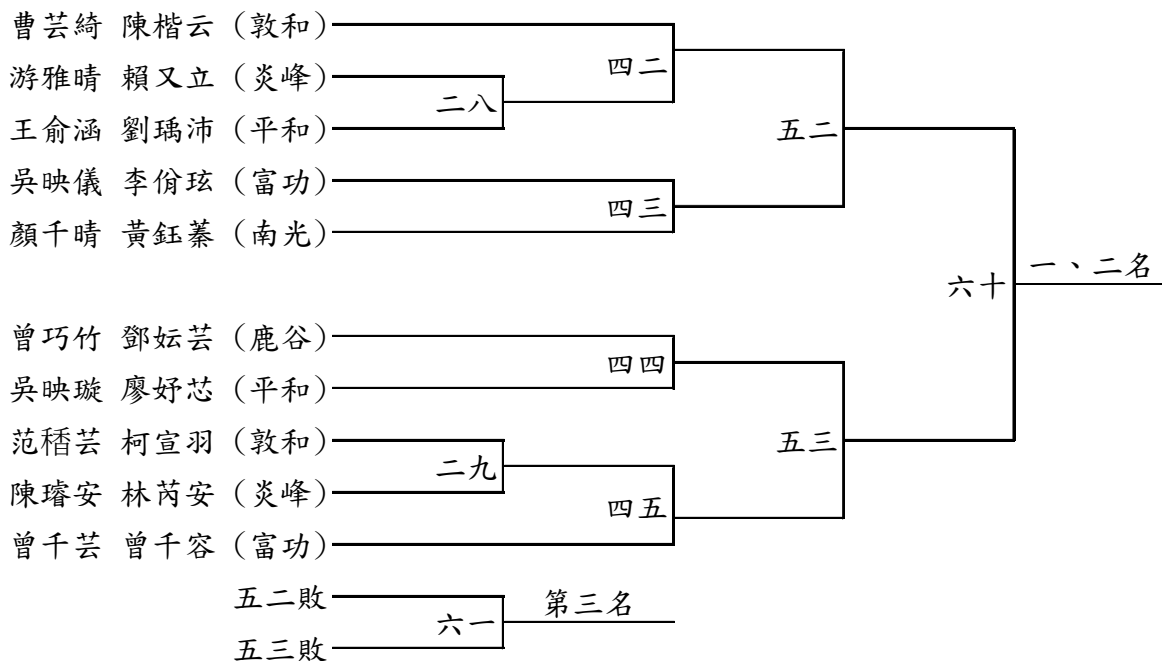 曹芸綺 陳楷云（敦和）
四二
游雅晴 賴又立（炎峰）
二八
王俞涵 劉瑀沛（平和）
五二
吳映儀 李佾玹（富功）
四三
顏千晴 黃鈺蓁（南光）
六十
一、二名
曾巧竹 鄧妘芸（鹿谷）
四四
吳映璇 廖妤芯（平和）
范稭芸 柯宣羽（敦和）
二九
五三
陳璿安 林芮安（炎峰）
四五
曾千芸 曾千容（富功）
五二敗
六一
第三名
五三敗